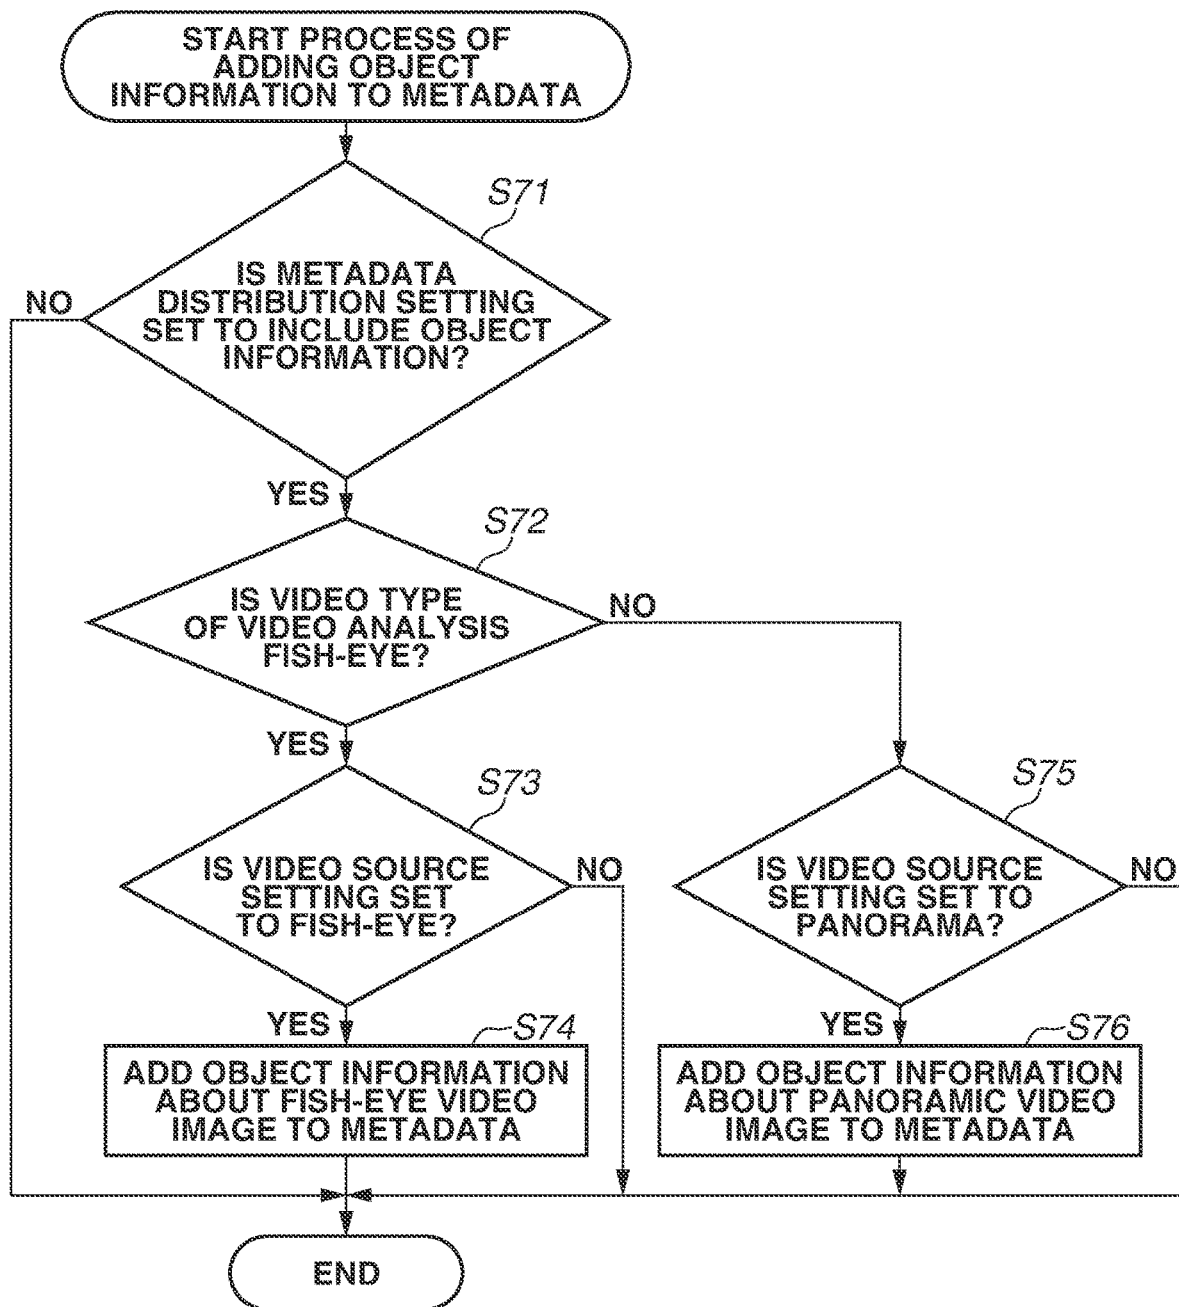 START PROCESS OF
ADDING OBJECT
INFORMATION TO METADATA
S71
IS METADATA
DISTRIBUTION SETTING
SET TO INCLUDE OBJECT
INFORMATION?
NO
YES
S72
IS VIDEO TYPE
OF VIDEO ANALYSIS
FISH-EYE?
NO
YES
S73
IS VIDEO SOURCE
SETTING SET
TO FISH-EYE?
NO
YES
S74
ADD OBJECT INFORMATION
ABOUT FISH-EYE VIDEO
IMAGE TO METADATA
S75
IS VIDEO SOURCE
SETTING SET TO
PANORAMA?
NO
YES
S76
ADD OBJECT INFORMATION
ABOUT PANORAMIC VIDEO
IMAGE TO METADATA
END